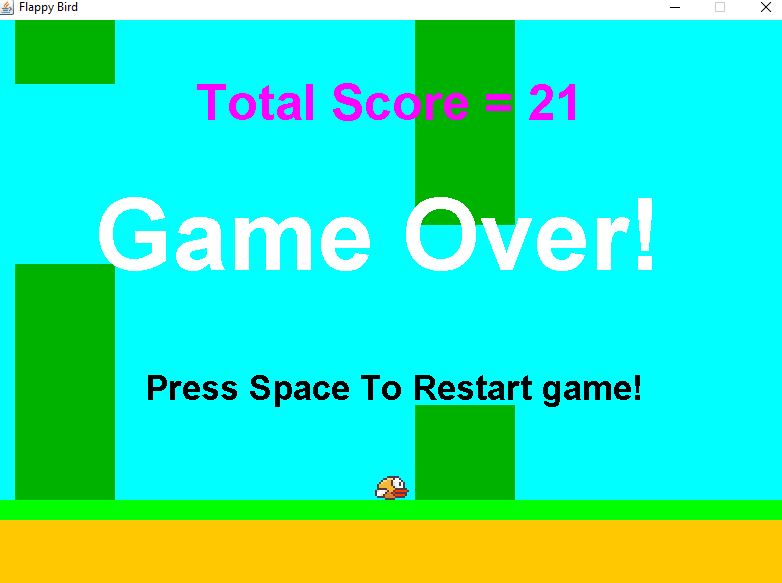 Flappy Bird
Total Score = 21
Game Over!
Press Space To Restart game!